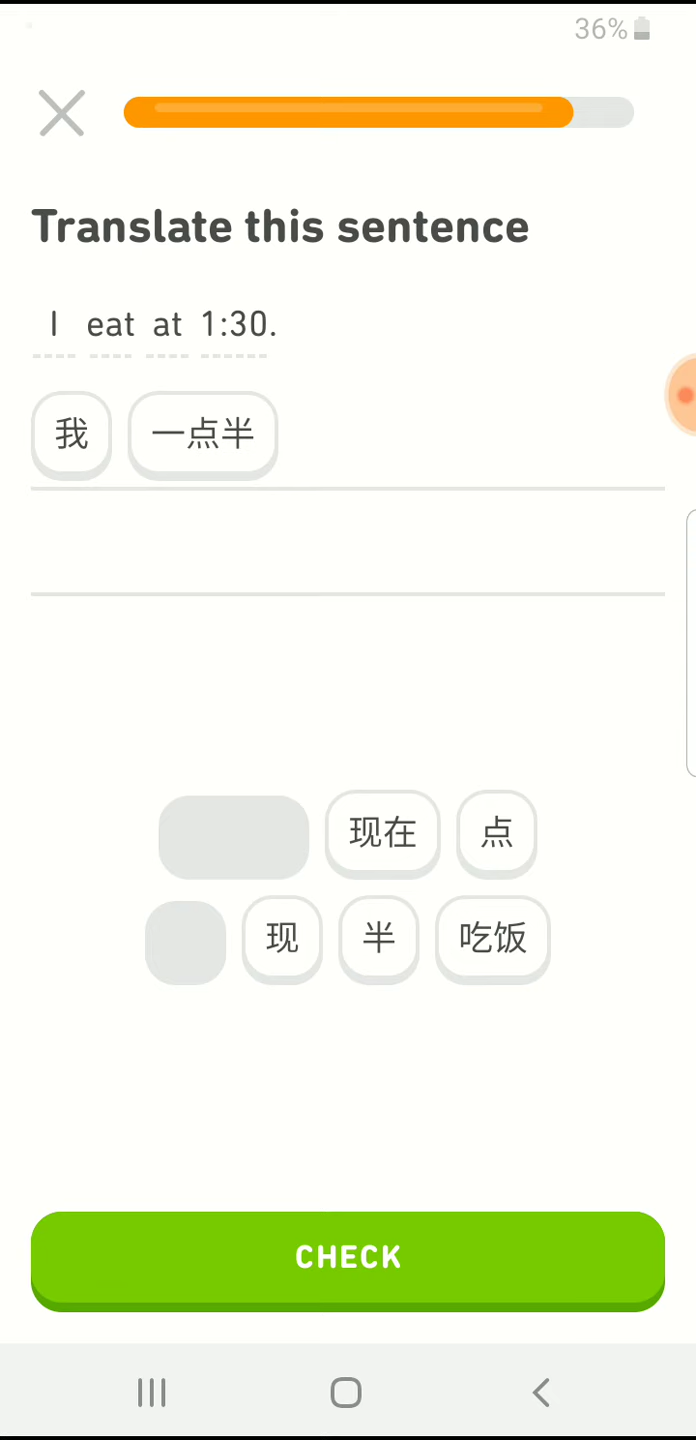 36%
Translate this sentence
I eat at 1:30.
我 一点半
现在 点
现 半 吃饭
CHECK